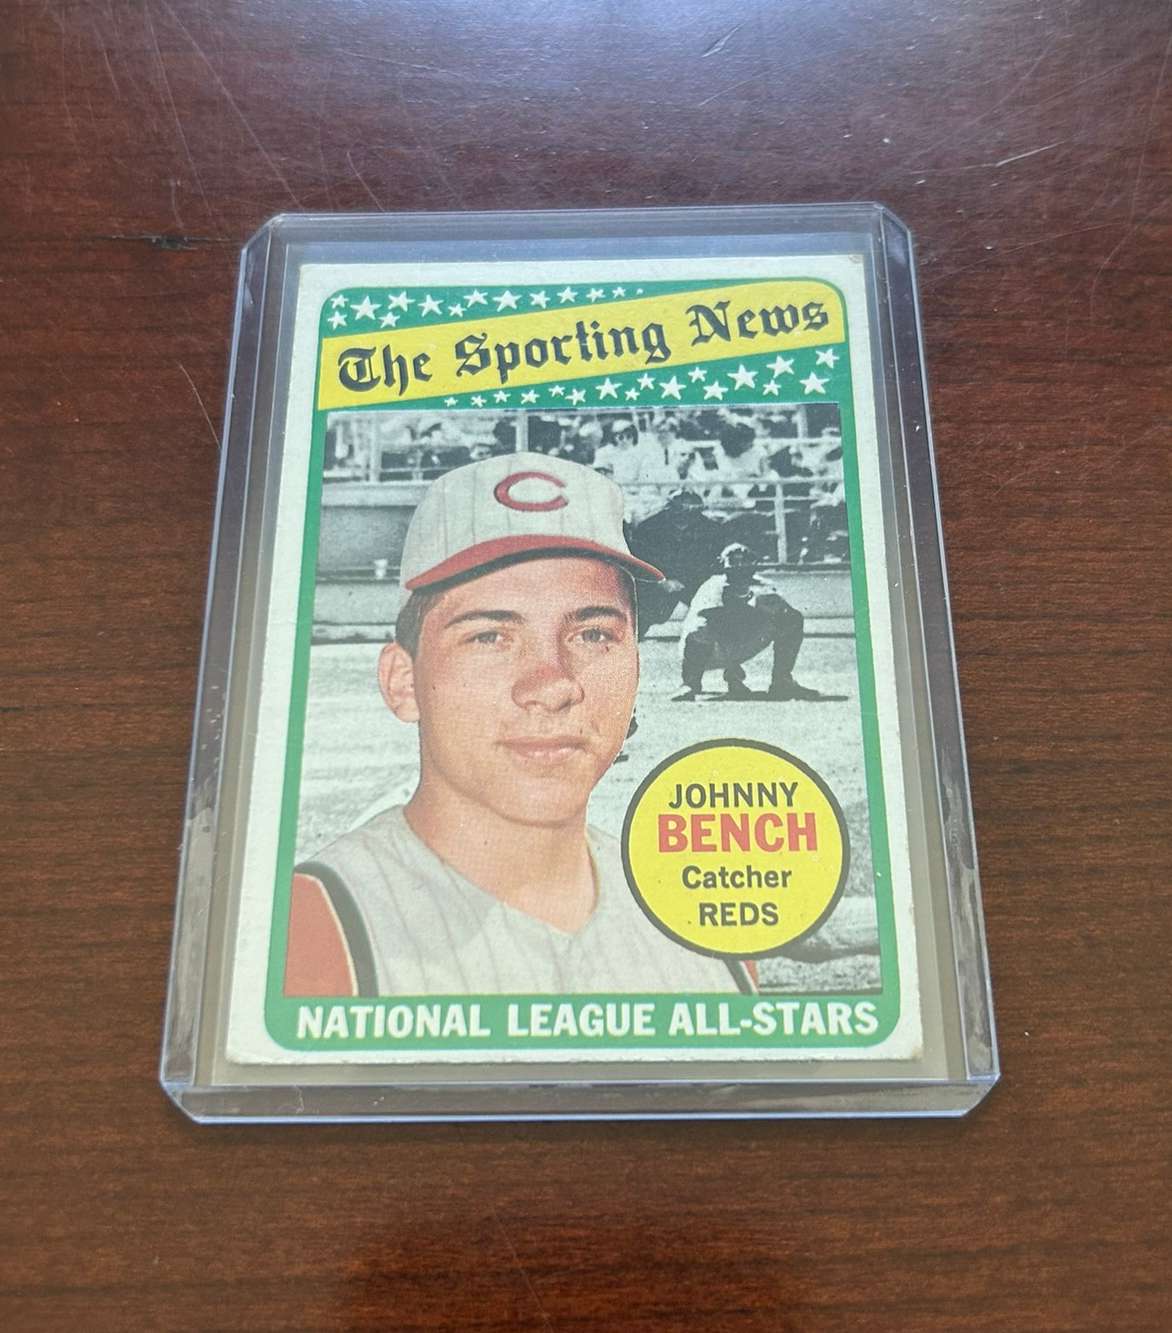 The Sporting News
C
JOHNNY
BENCH
Catcher
REDS
NATIONAL LEAGUE ALL-STARS